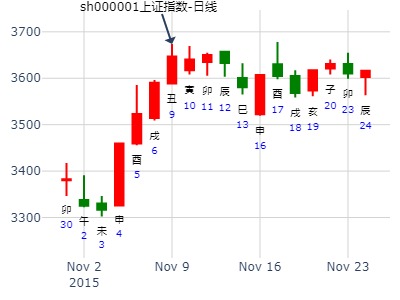 sh000001上证指数-日线
3700
3600
3500
3400
3300
卯
30
午
2
未
3
申
4
酉
5
戌
6
丑
9
寅
10
卯
11
辰
12
巳
13
申
16
酉
17
戌
18
亥
19
子
20
卯
23
辰
24
Nov 2
2015
Nov 9
Nov 16
Nov 23